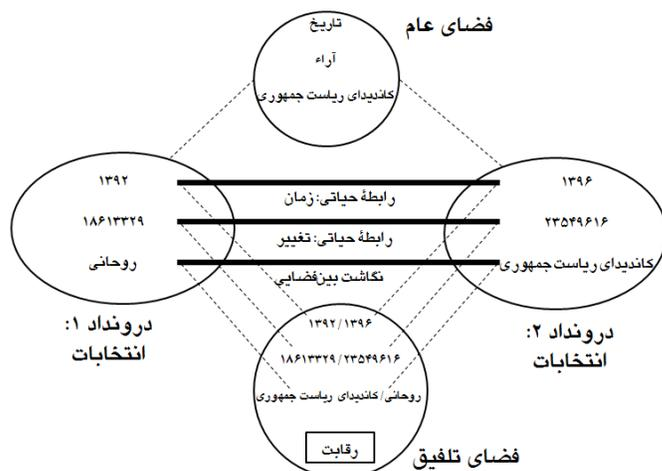 فضای عام
تاریخ
آراء
کاندیدای ریاست جمهوری
۱۳۹۶
۲۳۵۴۹۶۱۶
کاندیدای ریاست جمهوری
درونداد ۲:
انتخابات
رابطهٔ حیاتی: زمان
رابطهٔ حیاتی: تغییر
نگاشت بین‌فضایی
۱۳۹۲
۱۸۶۱۳۳۲۹
روحانی
درونداد ۱:
انتخابات
۱۳۹۲/۱۳۹۶
۱۸۶۱۳۳۲۹/۲۳۵۴۹۶۱۶
روحانی/کاندیدای ریاست جمهوری
رقابت
فضای تلفیق